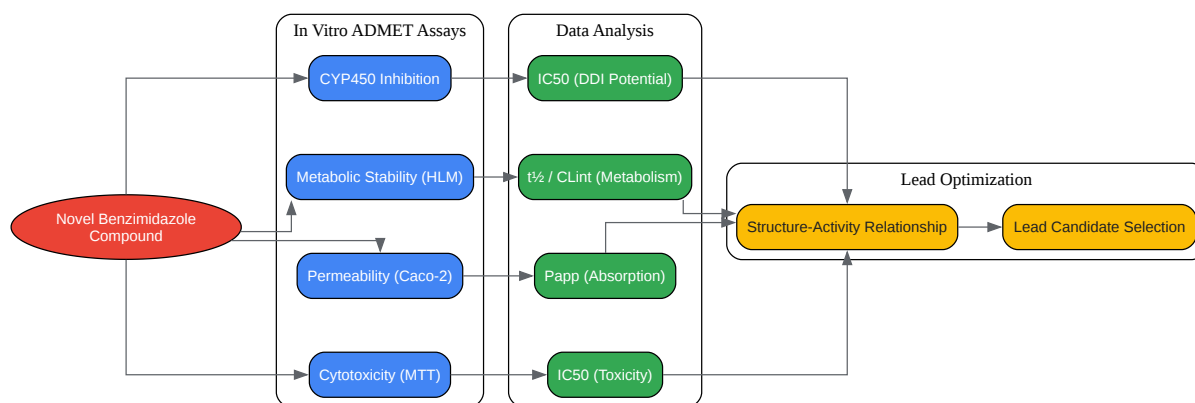 In Vitro ADMET Assays
Data Analysis
CYP450 Inhibition
IC50 (DDI Potential)
Metabolic Stability (HLM)
t½ / CLint (Metabolism)
Lead Optimization
Novel Benzimidazole
Compound
Structure-Activity Relationship
Lead Candidate Selection
Permeability (Caco-2)
Papp (Absorption)
Cytotoxicity (MTT)
IC50 (Toxicity)